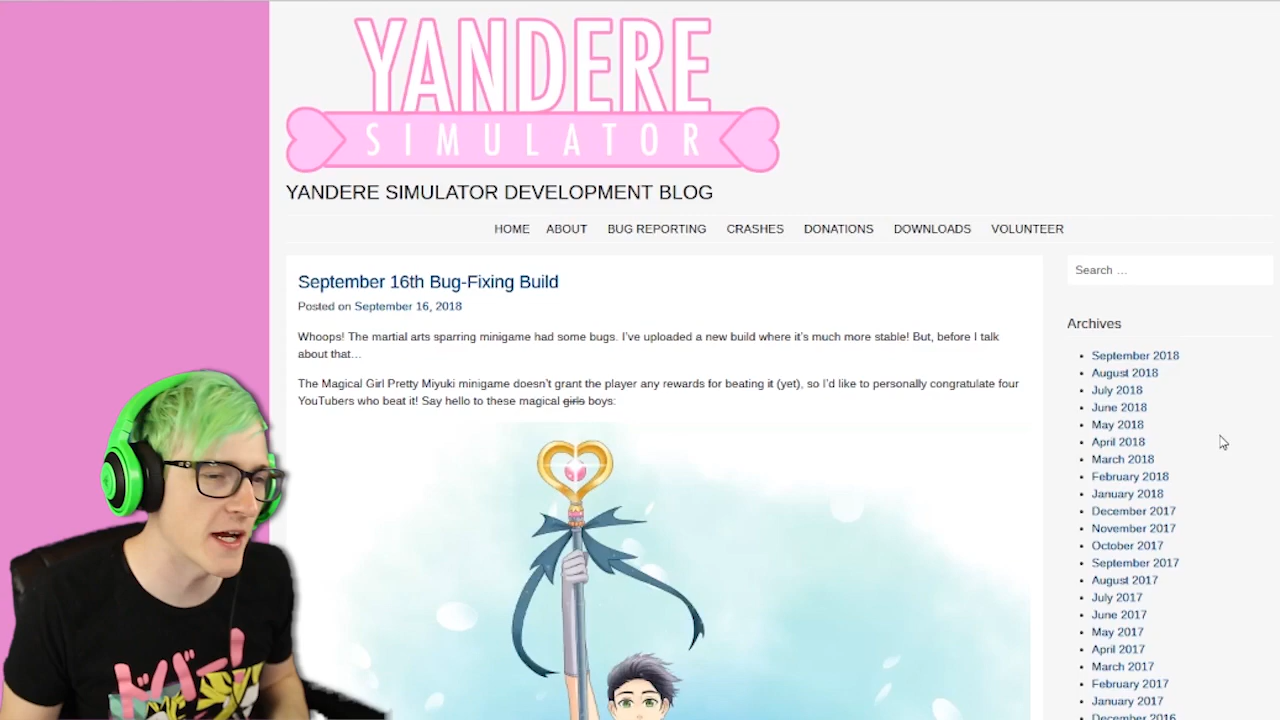 YANDERE
SIMULATOR
YANDERE SIMULATOR DEVELOPMENT BLOG
HOME ABOUT BUG REPORTING CRASHES DONATIONS DOWNLOADS VOLUNTEER
September 16th Bug-Fixing Build
Posted on September 16, 2018
Whoops! The martial arts sparring minigame had some bugs. I've uploaded a new build where it's much more stable! But, before I talk
about that…
The Magical Girl Pretty Miyuki minigame doesn't grant the player any rewards for beating it (yet), so I'd like to personally congratulate four
YouTubers who beat it! Say hello to these magical girls boys:
Search …
Archives
September 2018
August 2018
July 2018
June 2018
May 2018
April 2018
March 2018
February 2018
January 2018
December 2017
November 2017
October 2017
September 2017
August 2017
July 2017
June 2017
May 2017
April 2017
March 2017
February 2017
January 2017
December 2016
ドバー!